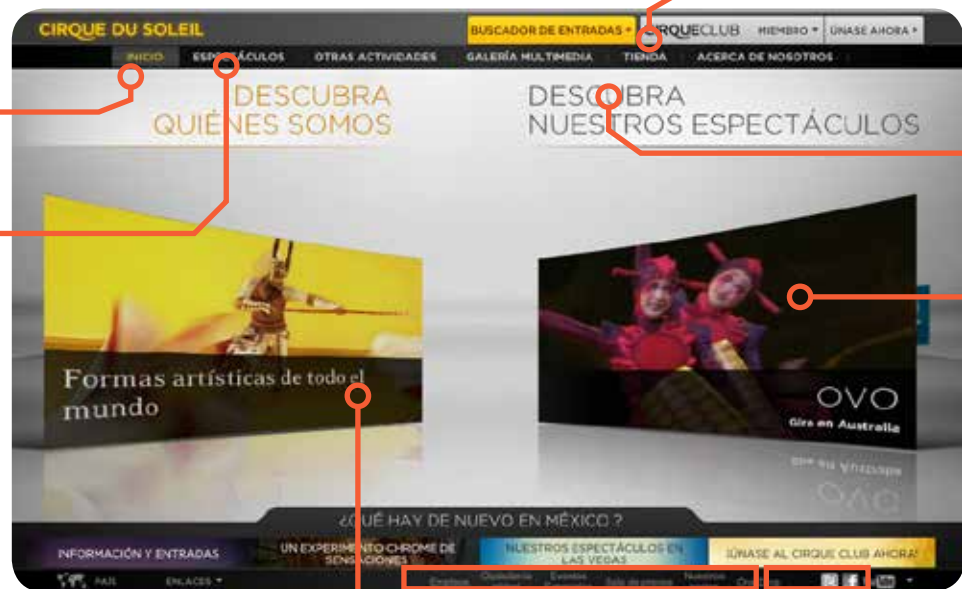 CIRQUE DU SOLEIL
BUSCADOR DE ENTRADAS
CIRQUECLUB
MIEMBRO
ÚNASE AHORA
INICIO
ESPECTÁCULOS
OTRAS ACTIVIDADES
GALERÍA MULTIMEDIA
TIENDA
ACERCA DE NOSOTROS
DESCUBRA
QUIÉNES SOMOS
DESCUBRA
NUESTROS ESPECTÁCULOS
Formas artísticas de todo el
mundo
OVO
Gira en Australia
¿QUÉ HAY DE NUEVO EN MÉXICO ?
INFORMACIÓN Y ENTRADAS
UN EXPERIMENTO CHROME DE
SENSACIONES
NUESTROS ESPECTÁCULOS EN
LAS VEGAS
¡ÚNASE AL CIRQUE CLUB AHORA!
PAÍS
ENLACES
Empleos
Ciudadanía
Eventos
Sala de prensa
Nuestros